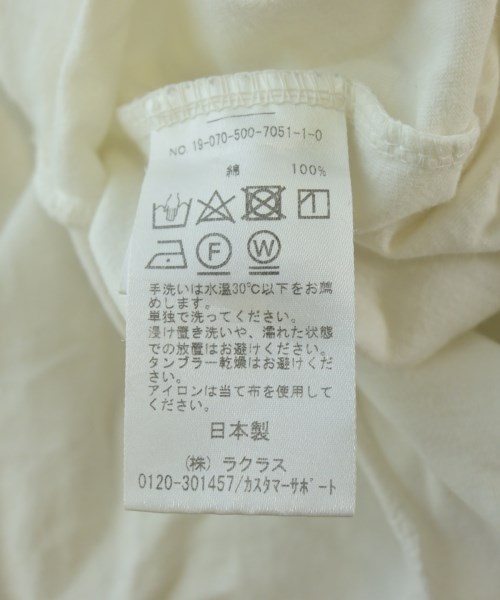 NO. 19-070-500-7051-1-0
綿 100%
F W
手洗いは水温30℃以下をお薦
めします。
単独で洗ってください。
浸け置き洗いや、濡れた状態
での放置はお避けください。
タンブラー乾燥はお避けくださ
い。
アイロンは当て布を使用して
ください。
日本製
(株) ラクラス
0120-301457/カスタマーサポート